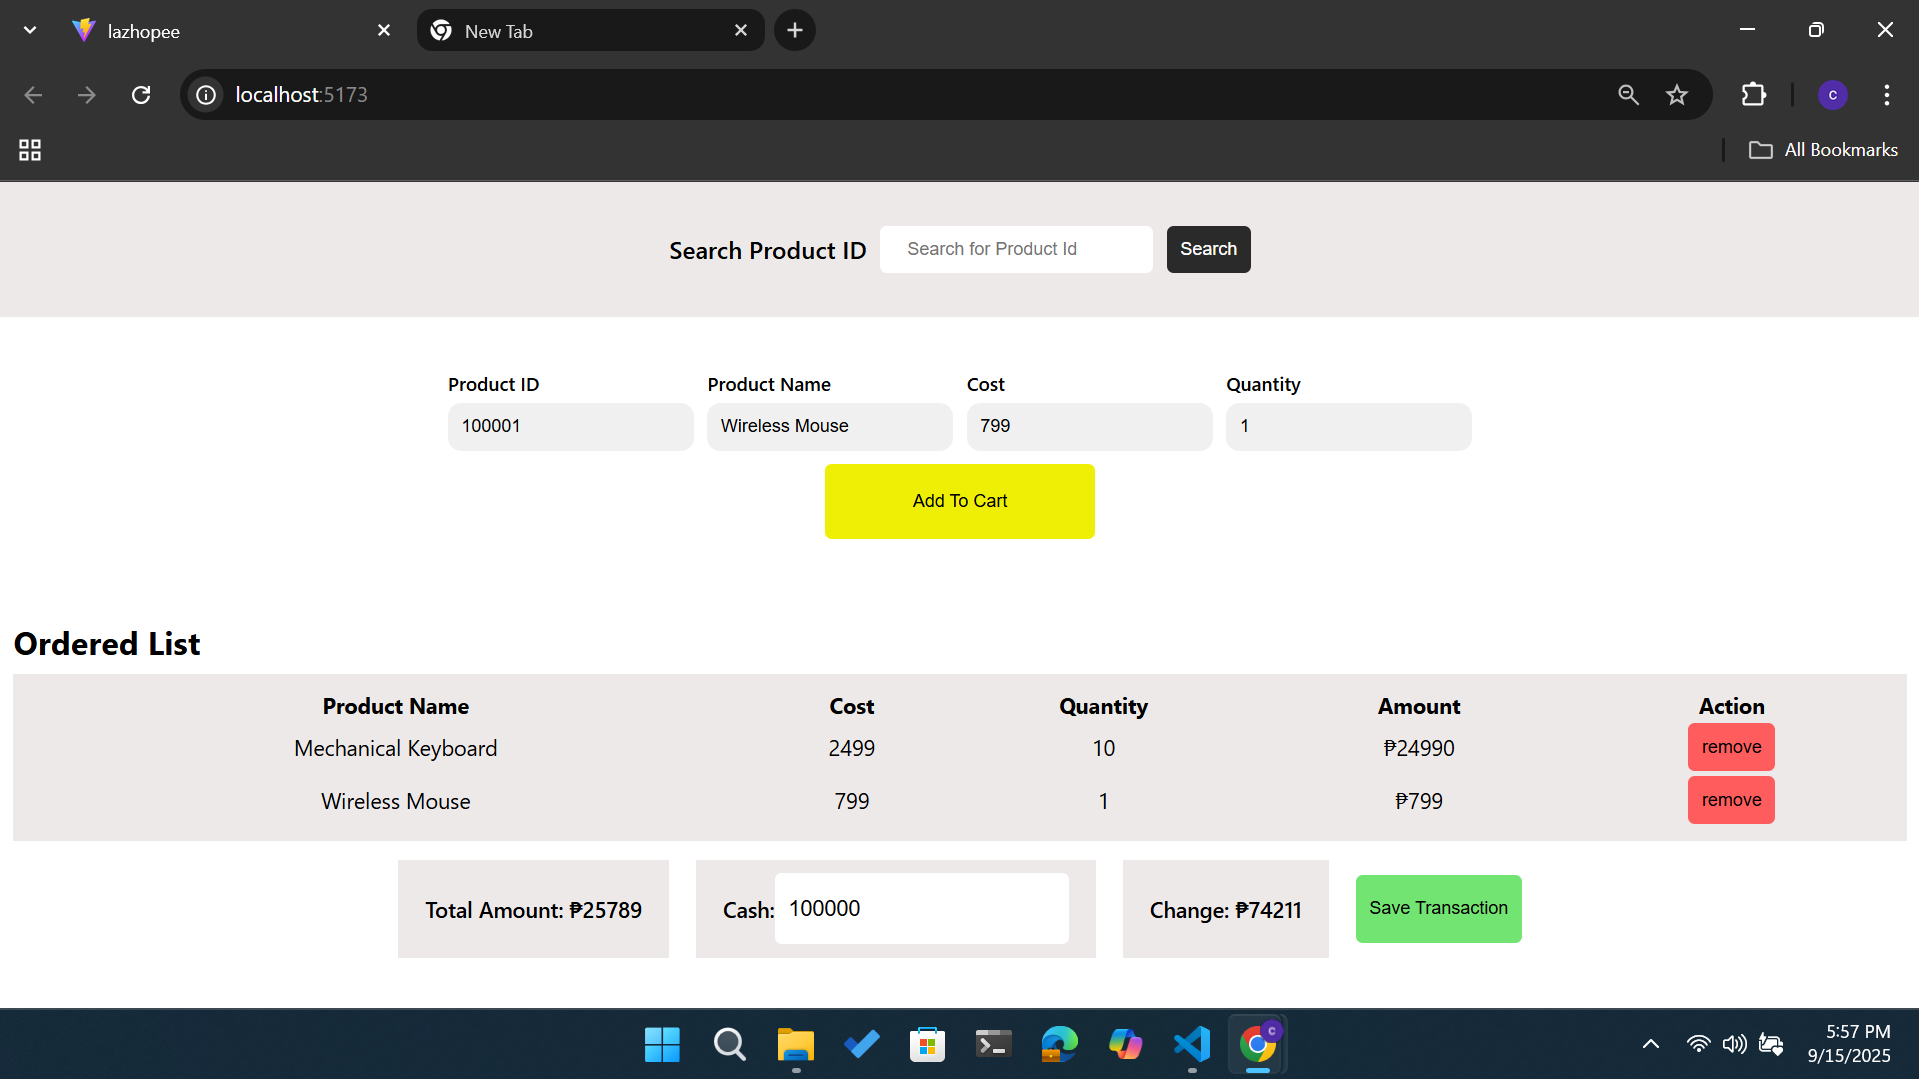 lazhopee
New Tab
localhost:5173
c
All Bookmarks
Search Product ID
Search for Product Id
Search
Product ID
Product Name
Cost
Quantity
100001
Wireless Mouse
799
1
Add To Cart
Ordered List
Product Name Cost Quantity Amount Action
Mechanical Keyboard 2499 10 ₱24990 remove
Wireless Mouse 799 1 ₱799 remove
Total Amount: ₱25789
Cash: 100000
Change: ₱74211
Save Transaction
c
5:57 PM
9/15/2025